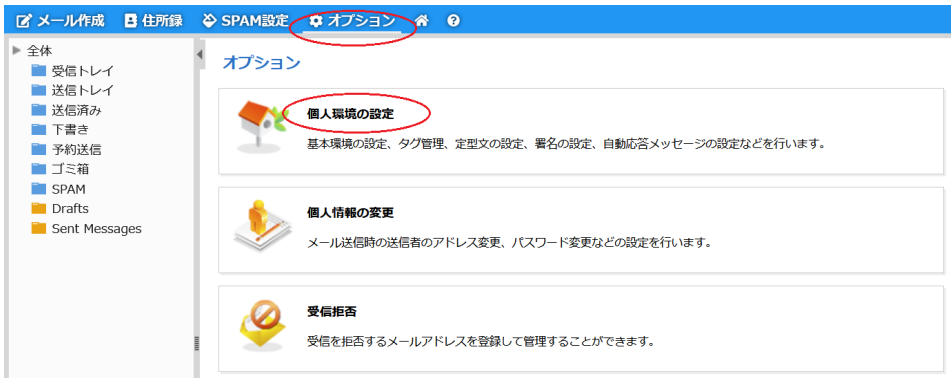 メール作成 住所録 SPAM設定 オプション
全体
受信トレイ
送信トレイ
送信済み
下書き
予約送信
ゴミ箱
SPAM
Drafts
Sent Messages
オプション
個人環境の設定
基本環境の設定、タグ管理、定型文の設定、署名の設定、自動応答メッセージの設定などを行います。
個人情報の変更
メール送信時の送信者のアドレス変更、パスワード変更などの設定を行います。
受信拒否
受信を拒否するメールアドレスを登録して管理することができます。